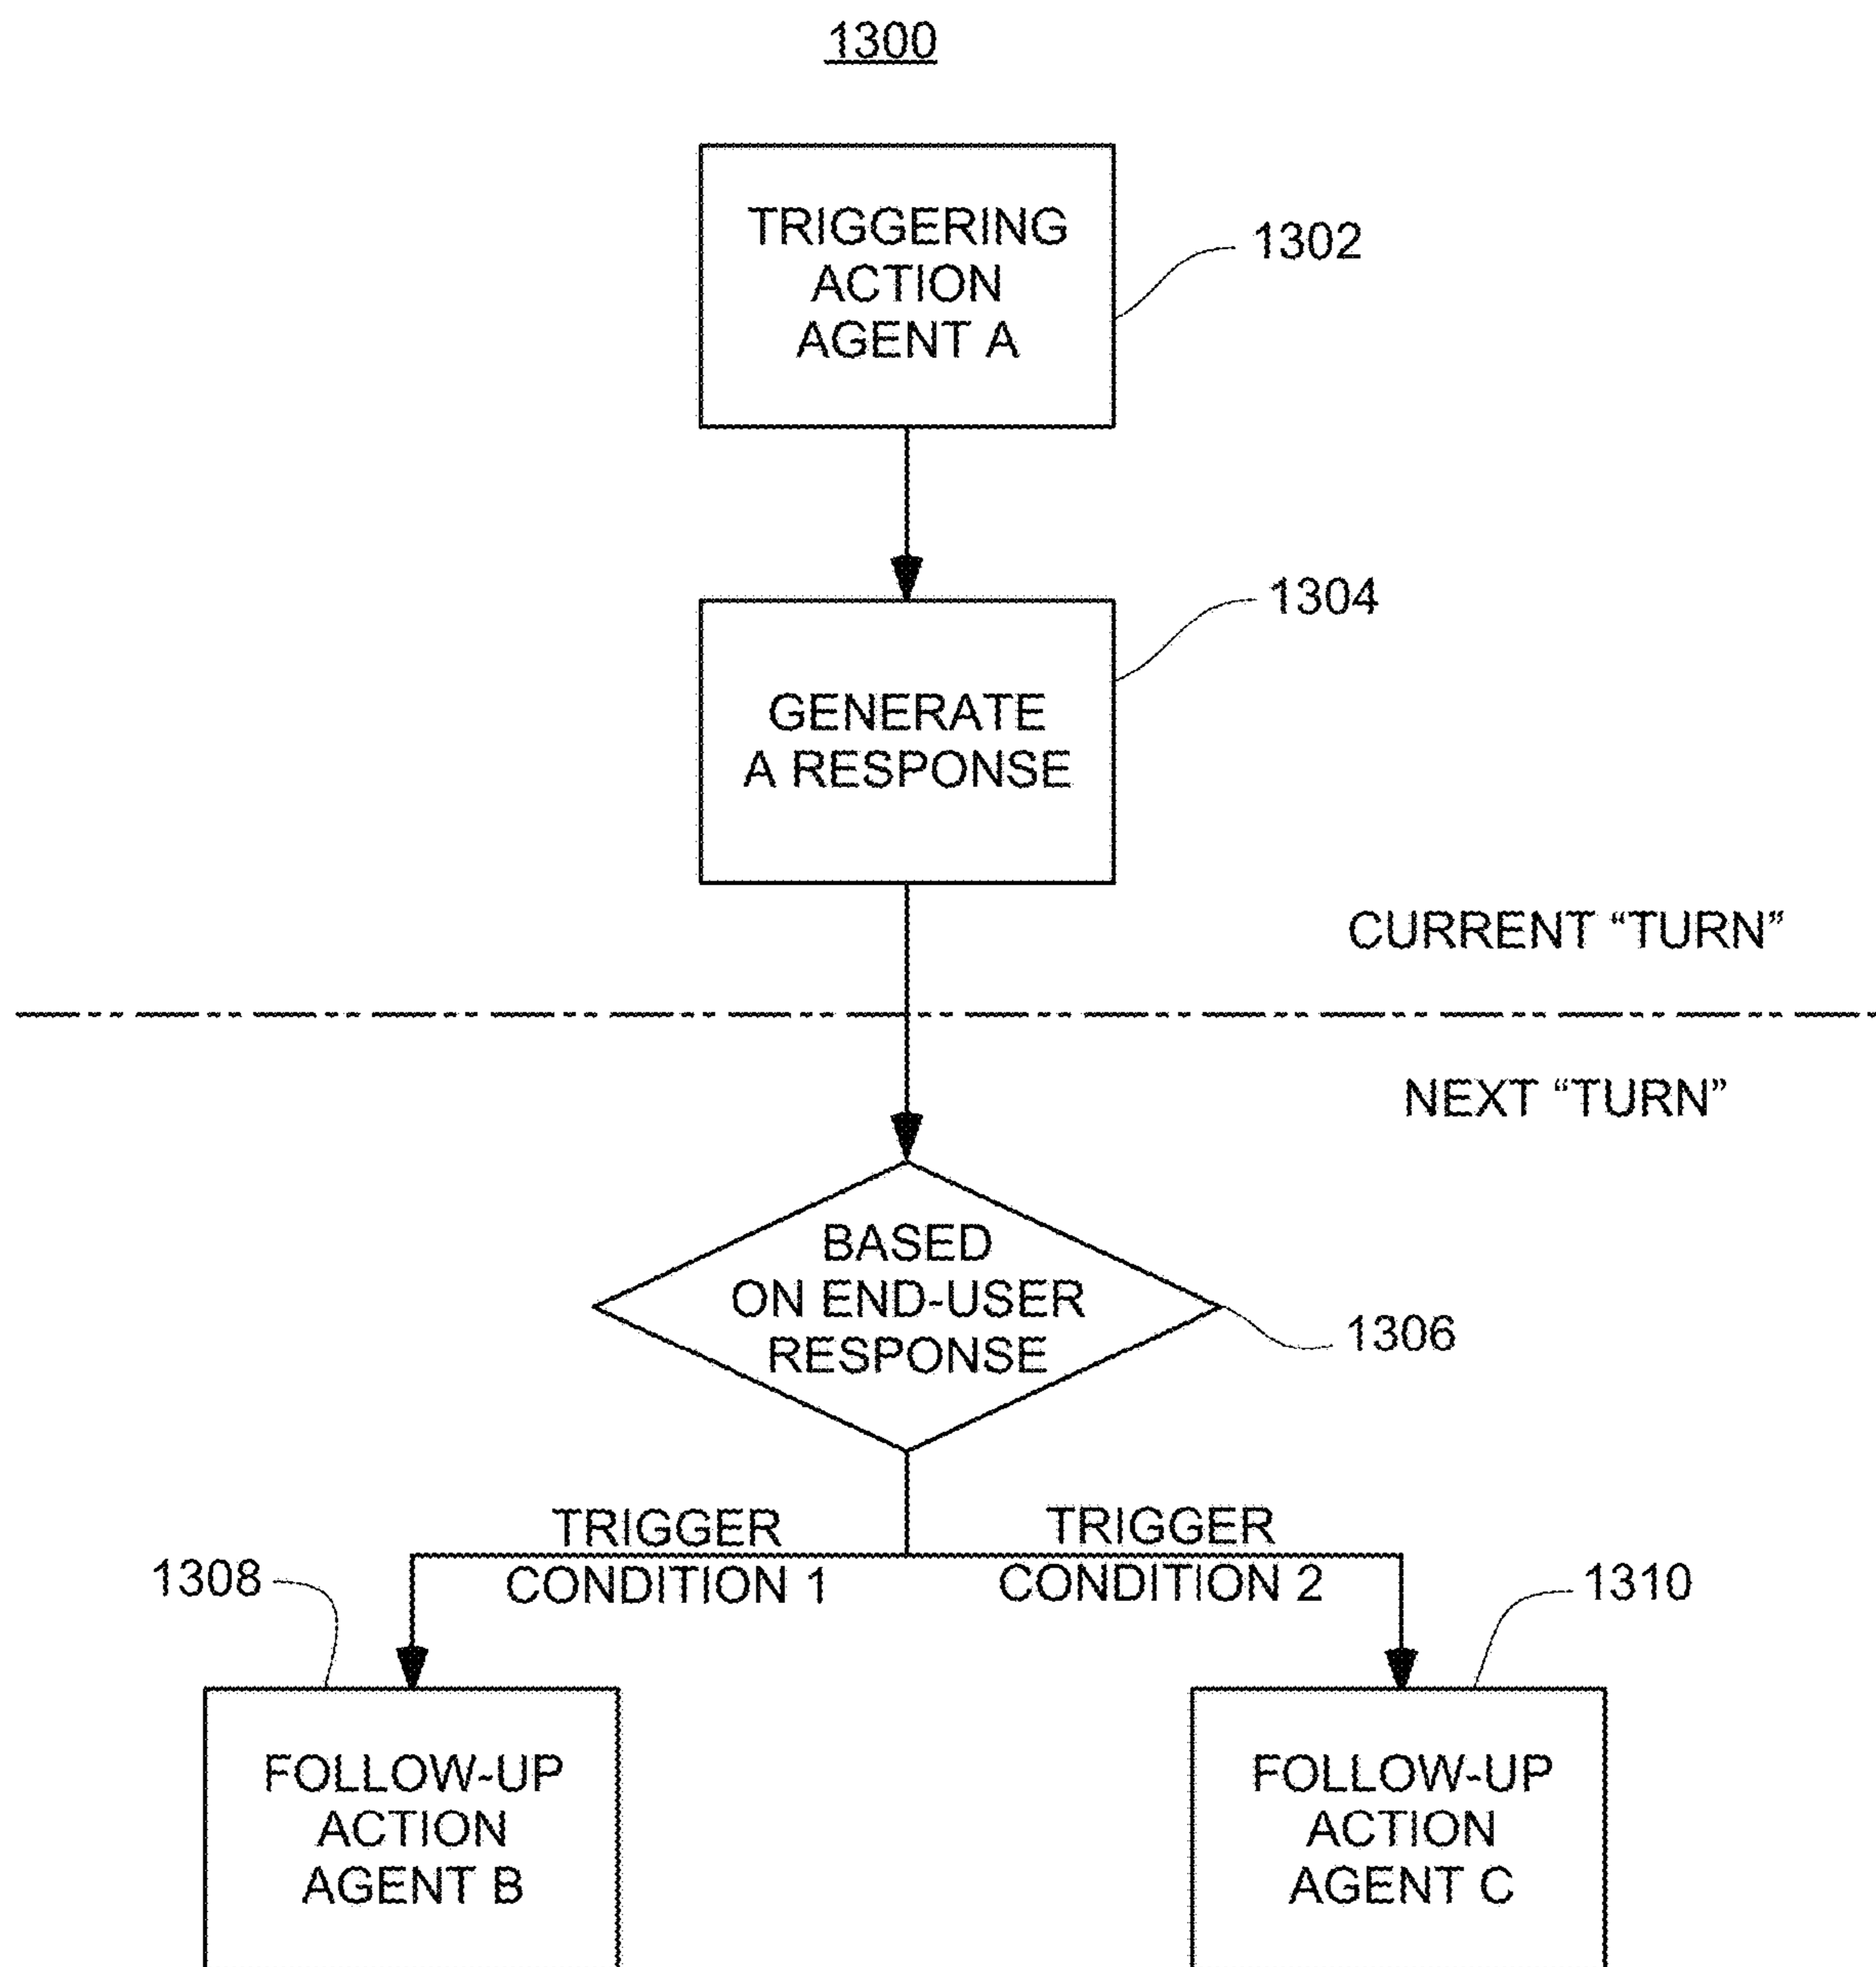 1300
TRIGGERING
ACTION
AGENT A
1302
GENERATE
A RESPONSE
1304
CURRENT “TURN”
NEXT “TURN”
BASED
ON END-USER
RESPONSE
1306
TRIGGER
CONDITION 1
TRIGGER
CONDITION 2
1308
1310
FOLLOW-UP
ACTION
AGENT B
FOLLOW-UP
ACTION
AGENT C